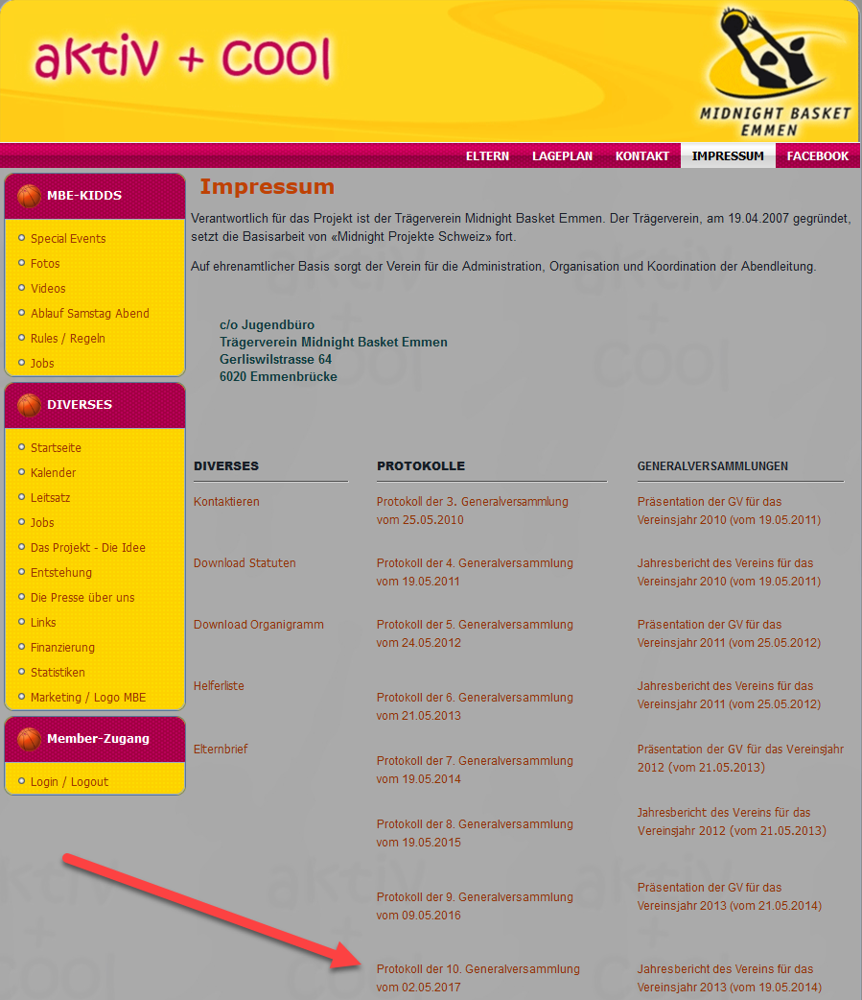 aktiv + cool
MIDNIGHT BASKET
EMMEN
ELTERN LAGEPLAN KONTAKT IMPRESSUM FACEBOOK
MBE-KIDDS
Special Events
Fotos
Videos
Ablauf Samstag Abend
Rules / Regeln
Jobs
DIVERSES
Startseite
Kalender
Leitsatz
Jobs
Das Projekt - Die Idee
Entstehung
Die Presse über uns
Links
Finanzierung
Statistiken
Marketing / Logo MBE
Member-Zugang
Login / Logout
Impressum
Verantwortlich für das Projekt ist der Trägerverein Midnight Basket Emmen. Der Trägerverein, am 19.04.2007 gegründet,
setzt die Basisarbeit von «Midnight Projekte Schweiz» fort.
Auf ehrenamtlicher Basis sorgt der Verein für die Administration, Organisation und Koordination der Abendleitung.
c/o Jugendbüro
Trägerverein Midnight Basket Emmen
Gerliswilstrasse 64
6020 Emmenbrücke
DIVERSES
Kontaktieren
Download Statuten
Download Organigramm
Helferliste
Elternbrief
PROTOKOLLE
Protokoll der 3. Generalversammlung
vom 25.05.2010
Protokoll der 4. Generalversammlung
vom 19.05.2011
Protokoll der 5. Generalversammlung
vom 24.05.2012
Protokoll der 6. Generalversammlung
vom 21.05.2013
Protokoll der 7. Generalversammlung
vom 19.05.2014
Protokoll der 8. Generalversammlung
vom 19.05.2015
Protokoll der 9. Generalversammlung
vom 09.05.2016
Protokoll der 10. Generalversammlung
vom 02.05.2017
GENERALVERSAMMLUNGEN
Präsentation der GV für das
Vereinsjahr 2010 (vom 19.05.2011)
Jahresbericht des Vereins für das
Vereinsjahr 2010 (vom 19.05.2011)
Präsentation der GV für das
Vereinsjahr 2011 (vom 25.05.2012)
Jahresbericht des Vereins für das
Vereinsjahr 2011 (vom 25.05.2012)
Präsentation der GV für das Vereinsjahr
2012 (vom 21.05.2013)
Jahresbericht des Vereins für das
Vereinsjahr 2012 (vom 21.05.2013)
Präsentation der GV für das
Vereinsjahr 2013 (vom 21.05.2014)
Jahresbericht des Vereins für das
Vereinsjahr 2013 (vom 19.05.2014)